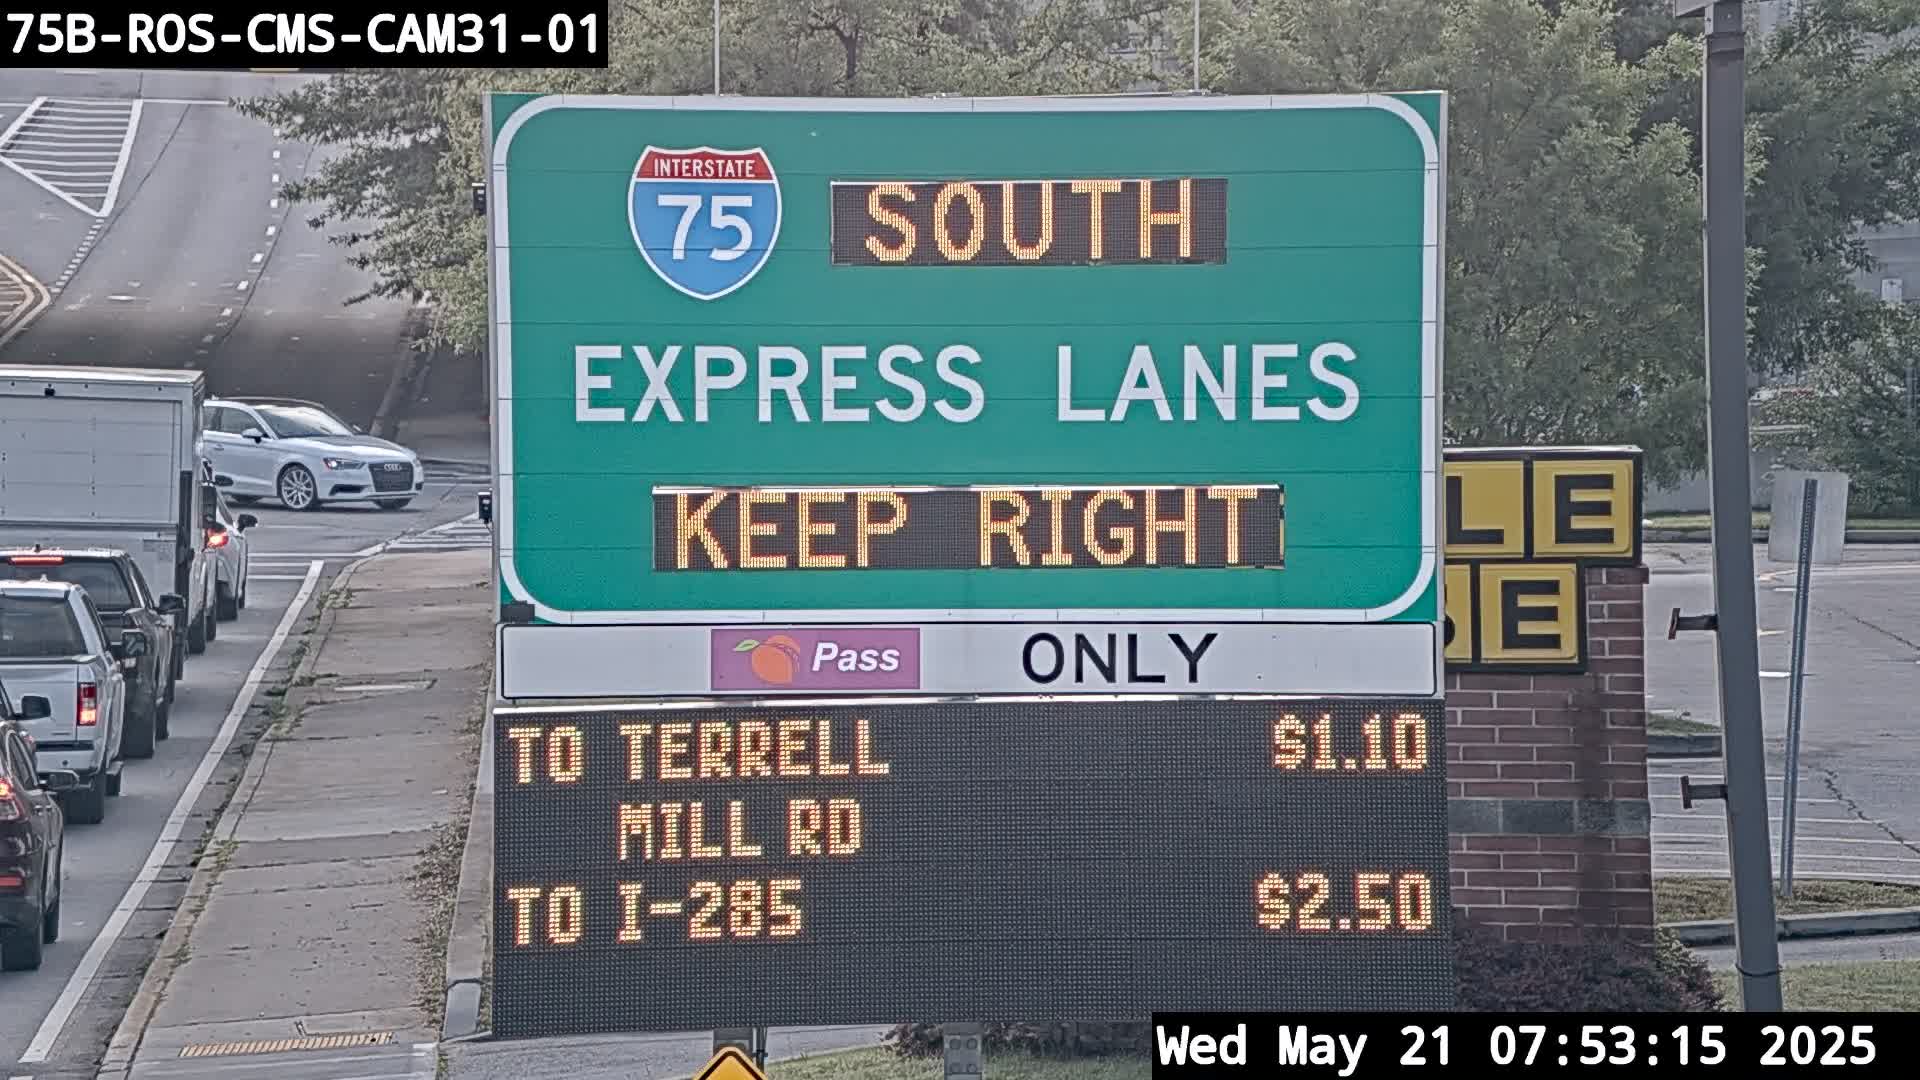 75B-ROS-CMS-CAM31-01
INTERSTATE
75
SOUTH
EXPRESS LANES
KEEP RIGHT
Pass ONLY
TO TERRELL $1.10
MILL RD
TO I-285 $2.50
LE
E
Wed May 21 07:53:15 2025